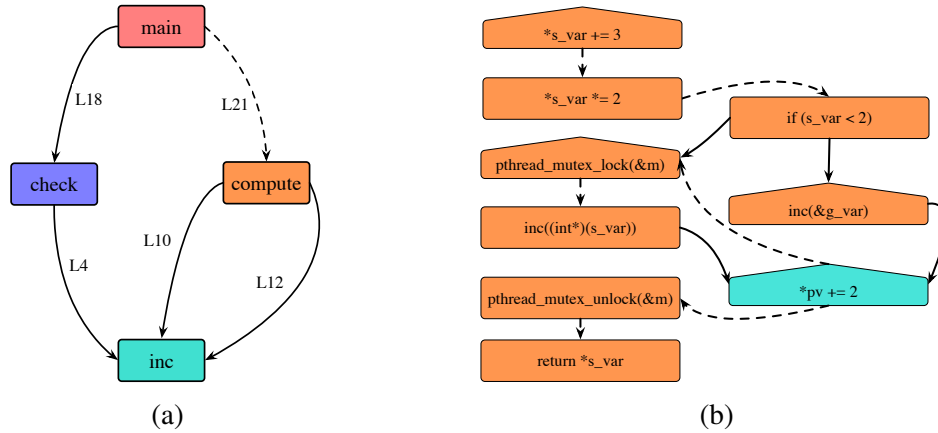 main
L18
L21
check
compute
L4
L10
L12
inc
(a)
*s_var += 3
*s_var *= 2
if (s_var < 2)
pthread_mutex_lock(&m)
inc(&g_var)
inc((int*)(s_var))
*pv += 2
pthread_mutex_unlock(&m)
return *s_var
(b)